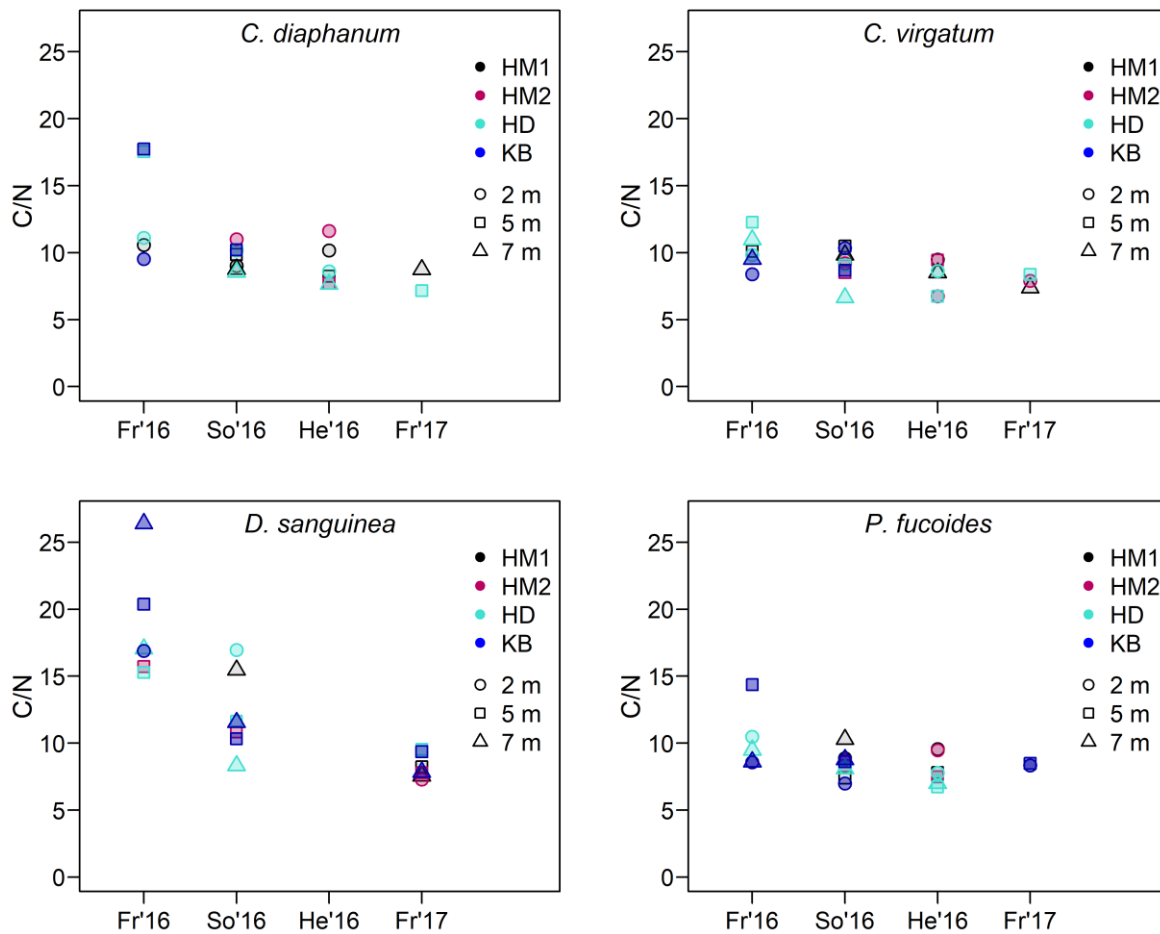 C. diaphanum
C/N
25
20
15
10
5
0
Fr'16 So'16 He'16 Fr'17
HM1
HM2
HD
KB
2 m
5 m
7 m
C. virgatum
C/N
25
20
15
10
5
0
Fr'16 So'16 He'16 Fr'17
HM1
HM2
HD
KB
2 m
5 m
7 m
D. sanguinea
C/N
25
20
15
10
5
0
Fr'16 So'16 He'16 Fr'17
HM1
HM2
HD
KB
2 m
5 m
7 m
P. fucoides
C/N
25
20
15
10
5
0
Fr'16 So'16 He'16 Fr'17
HM1
HM2
HD
KB
2 m
5 m
7 m